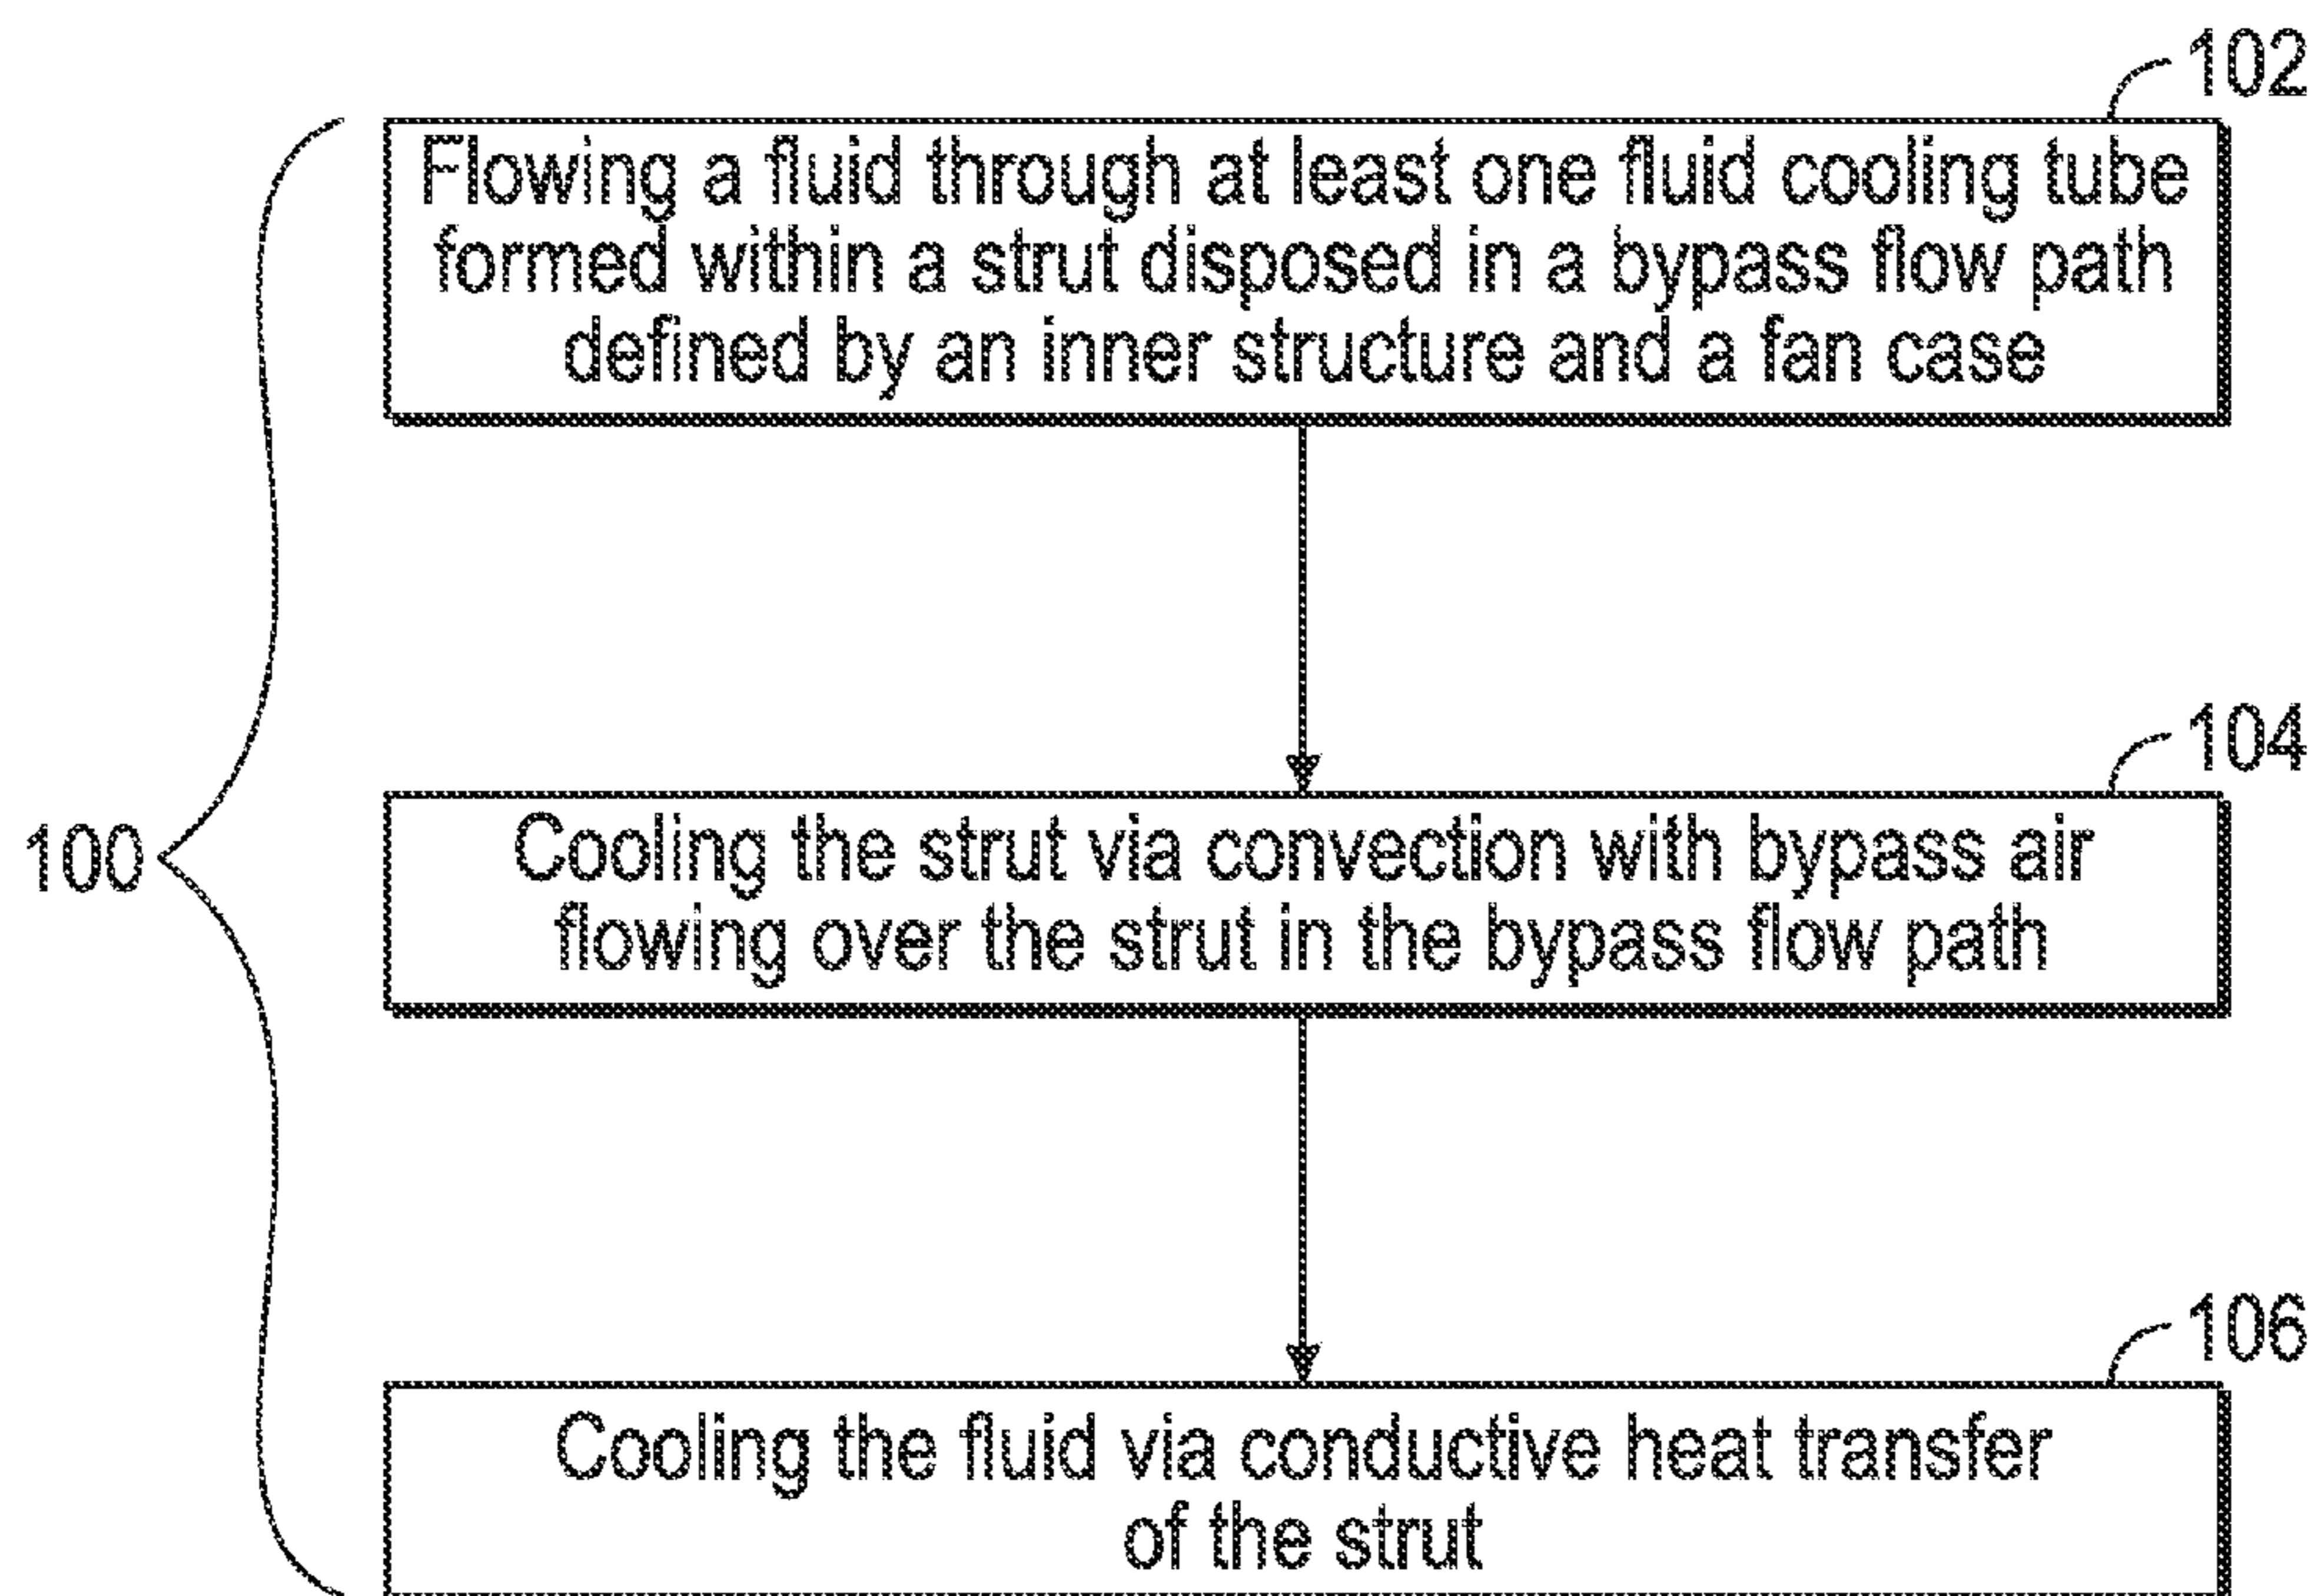 102
Flowing a fluid through at least one fluid cooling tube
formed within a strut disposed in a bypass flow path
defined by an inner structure and a fan case
104
100
Cooling the strut via convection with bypass air
flowing over the strut in the bypass flow path
106
Cooling the fluid via conductive heat transfer
of the strut